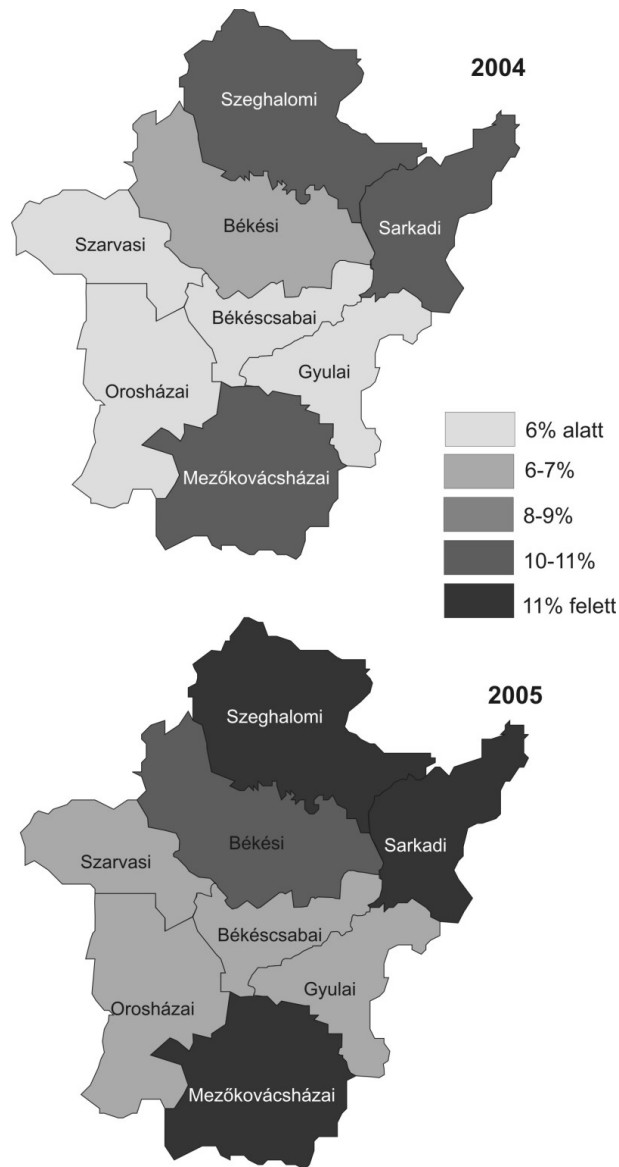 2004
Szeghalomi
Sarkadi
Békési
Szarvasi
Békéscsabai
Gyulai
Orosházai
Mezőkovácsházai
6% alatt
6-7%
8-9%
10-11%
11% felett
2005
Szeghalomi
Sarkadi
Békési
Szarvasi
Békéscsabai
Gyulai
Orosházai
Mezőkovácsházai